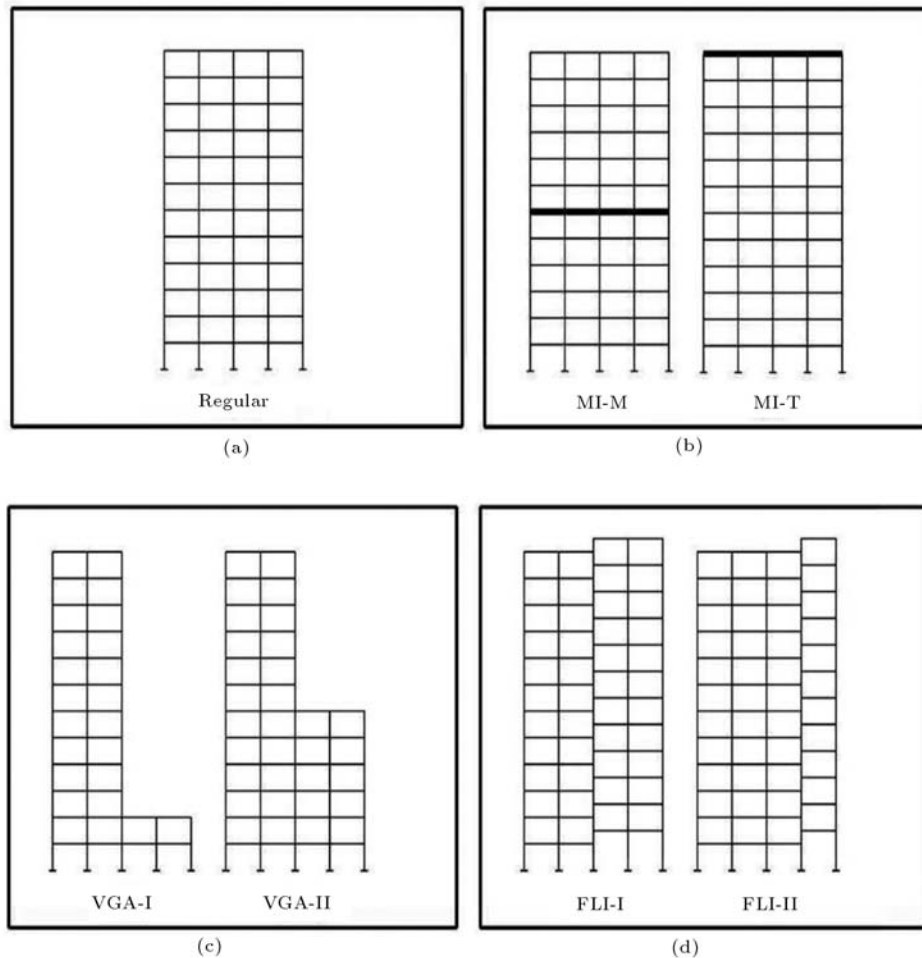 Regular
(a)
MI-M MI-T
(b)
VGA-I VGA-II
(c)
FLI-I FLI-II
(d)